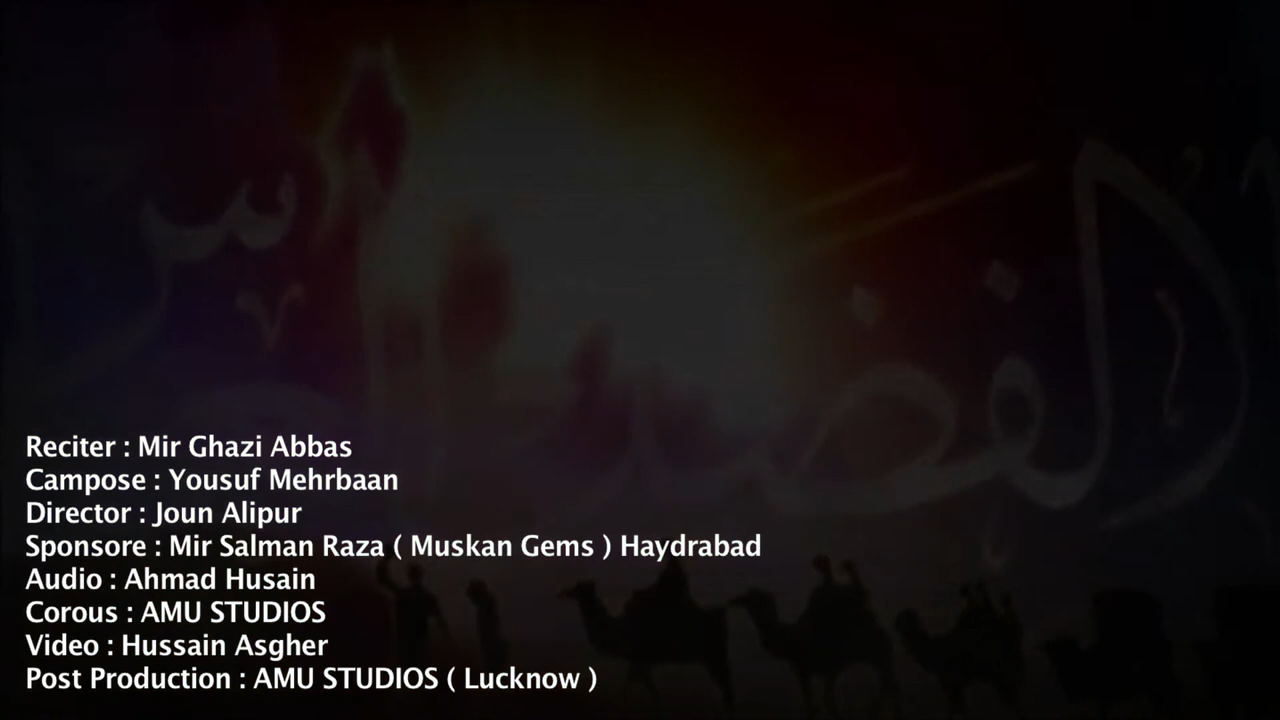 Reciter : Mir Ghazi Abbas
Campose : Yousuf Mehrbaan
Director : Joun Alipur
Sponsore : Mir Salman Raza ( Muskan Gems ) Haydrabad
Audio : Ahmad Husain
Corous : AMU STUDIOS
Video : Hussain Asgher
Post Production : AMU STUDIOS ( Lucknow )